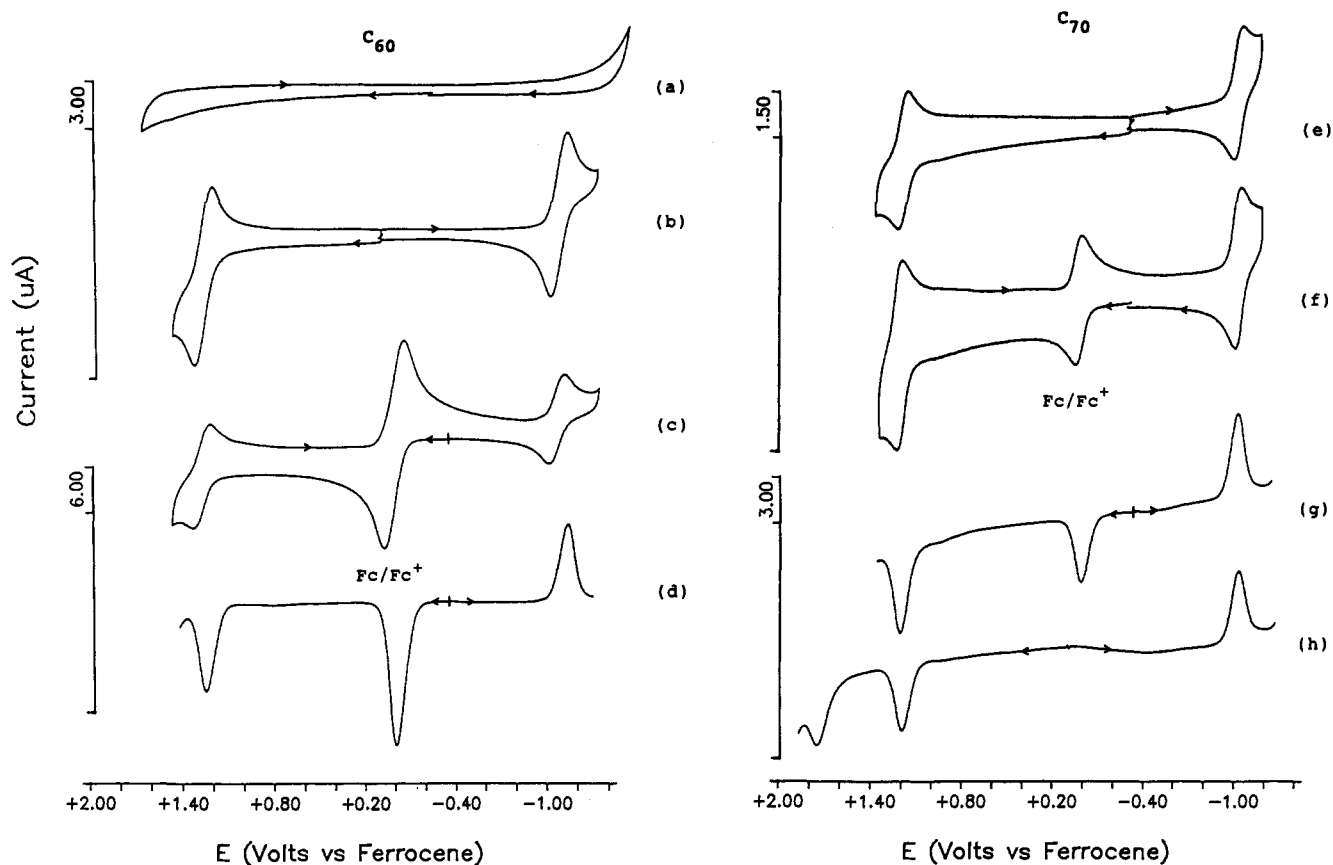 C60
C70
Current (uA)
3.00
6.00
1.50
3.00
(a)
(b)
(c)
(d)
(e)
(f)
(g)
(h)
Fc/Fc+
Fc/Fc+
+2.00 +1.40 +0.80 +0.20 -0.40 -1.00
+2.00 +1.40 +0.80 +0.20 -0.40 -1.00
E (Volts vs Ferrocene)
E (Volts vs Ferrocene)